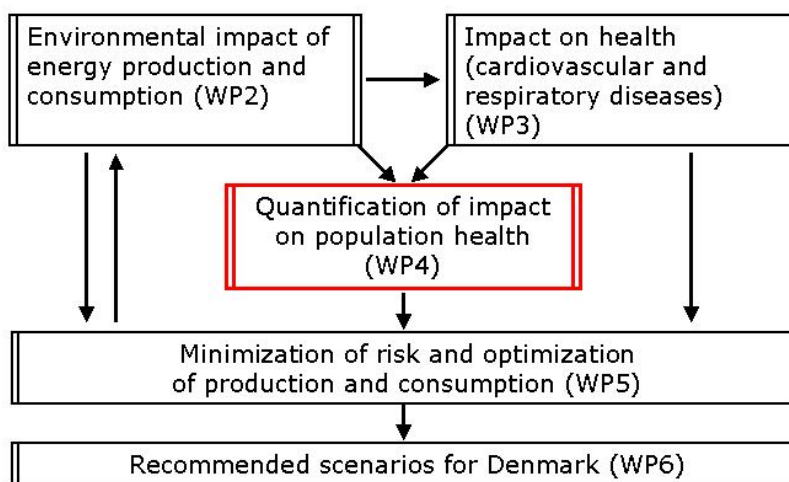 Environmental impact of
energy production and
consumption (WP2)
Impact on health
(cardiovascular and
respiratory diseases)
(WP3)
Quantification of impact
on population health
(WP4)
Minimization of risk and optimization
of production and consumption (WP5)
Recommended scenarios for Denmark (WP6)